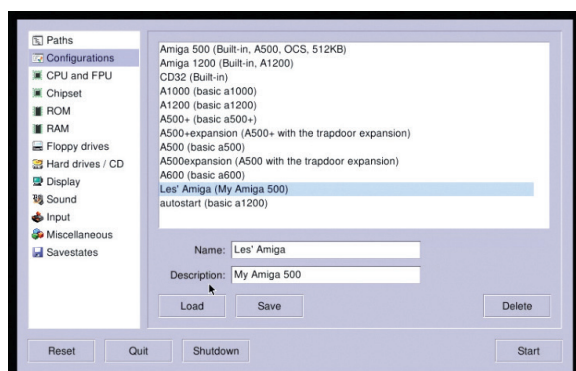 Paths
Configurations
CPU and FPU
Chipset
ROM
RAM
Floppy drives
Hard drives / CD
Display
Sound
Input
Miscellaneous
Savestates
Amiga 500 (Built-in, A500, OCS, 512KB)
Amiga 1200 (Built-in, A1200)
CD32 (Built-in)
A1000 (basic a1000)
A1200 (basic a1200)
A500+ (basic a500+)
A500+expansion (A500+ with the trapdoor expansion)
A500 (basic a500)
A500expansion (A500 with the trapdoor expansion)
A600 (basic a600)
Les' Amiga (My Amiga 500)
autostart (basic a1200)
Name: Les' Amiga
Description: My Amiga 500
Load Save Delete
Reset Quit Shutdown Start